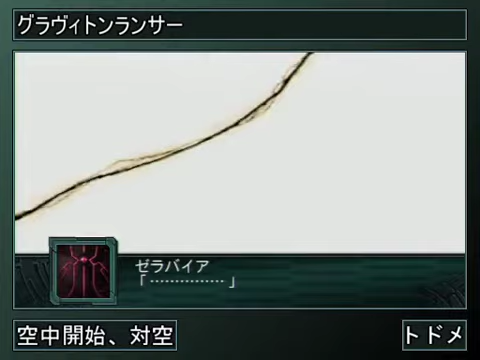 グラヴィトンランサー
ゼラバイア
「……………」
空中開始、対空
トドメ